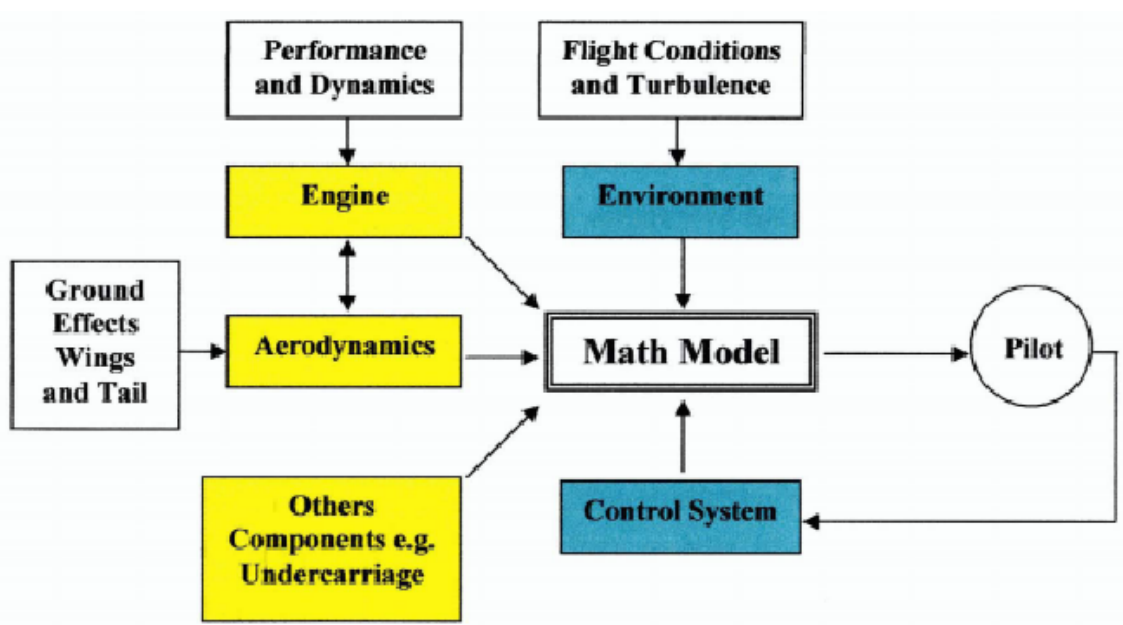 Performance
and Dynamics
Flight Conditions
and Turbulence
Engine
Environment
Ground
Effects
Wings
and Tail
Aerodynamics
Math Model
Pilot
Others
Components e.g.
Undercarriage
Control System